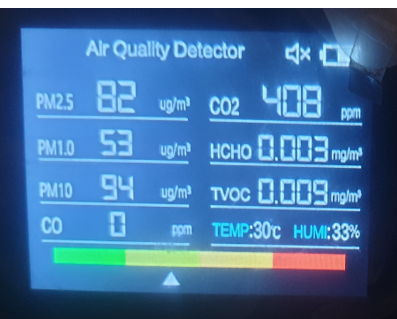 Air Quality Detector
PM2.5 82 ug/m³ CO2 408 ppm
PM1.0 53 ug/m³ HCHO 0.003 mg/m³
PM10 94 ug/m³ TVOC 0.009 mg/m³
CO 0 ppm TEMP:30c HUMI:33%